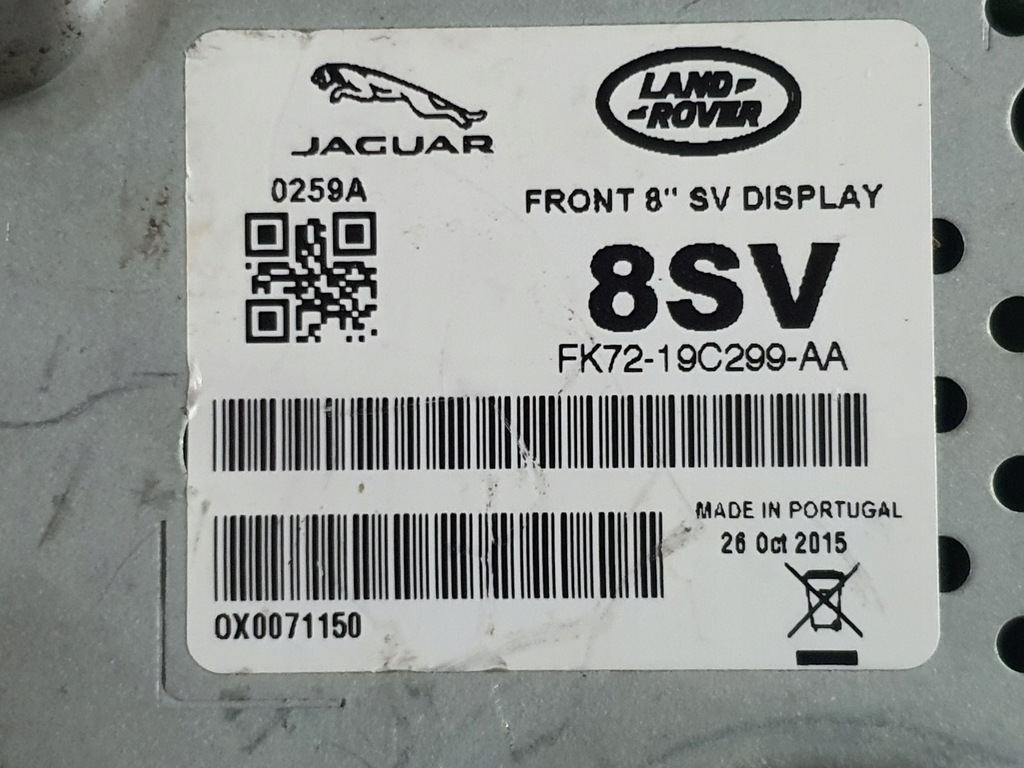 JAGUAR
LAND
ROVER
0259A
FRONT 8" SV DISPLAY
8SV
FK72-19C299-AA
MADE IN PORTUGAL
26 Oct 2015
0X0071150